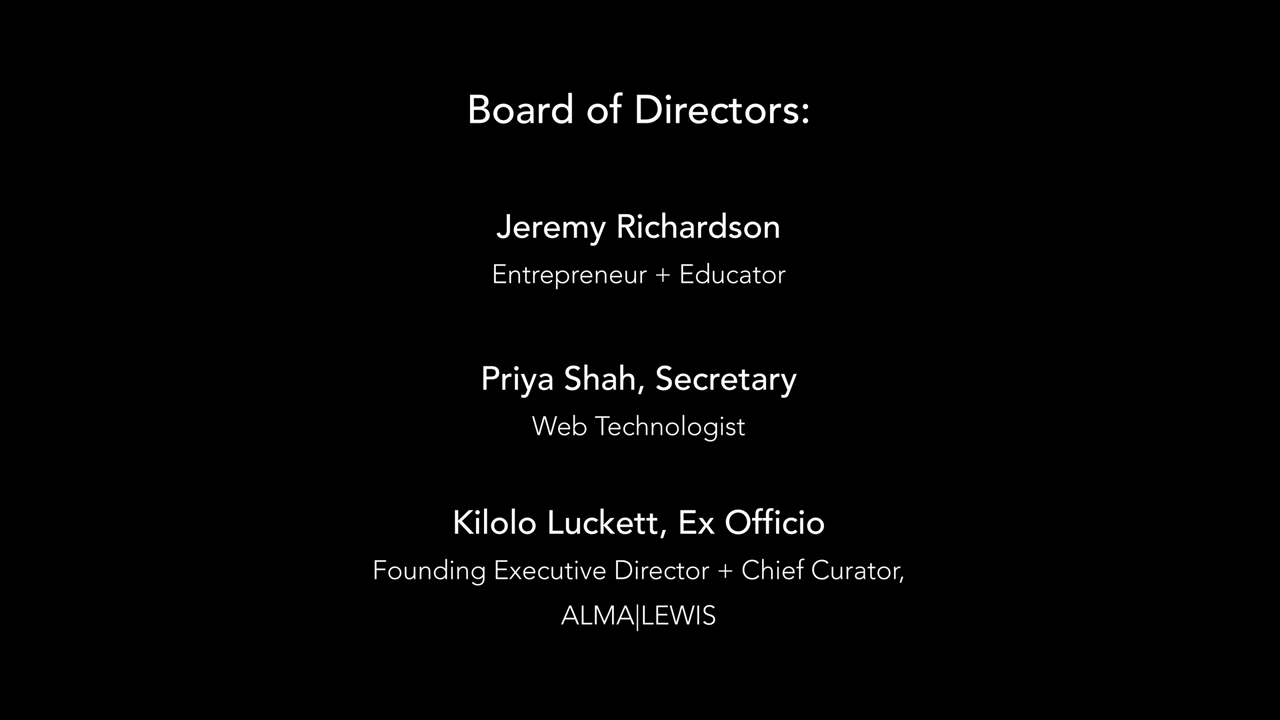 Board of Directors:
Jeremy Richardson
Entrepreneur + Educator
Priya Shah, Secretary
Web Technologist
Kilolo Luckett, Ex Officio
Founding Executive Director + Chief Curator,
ALMA|LEWIS